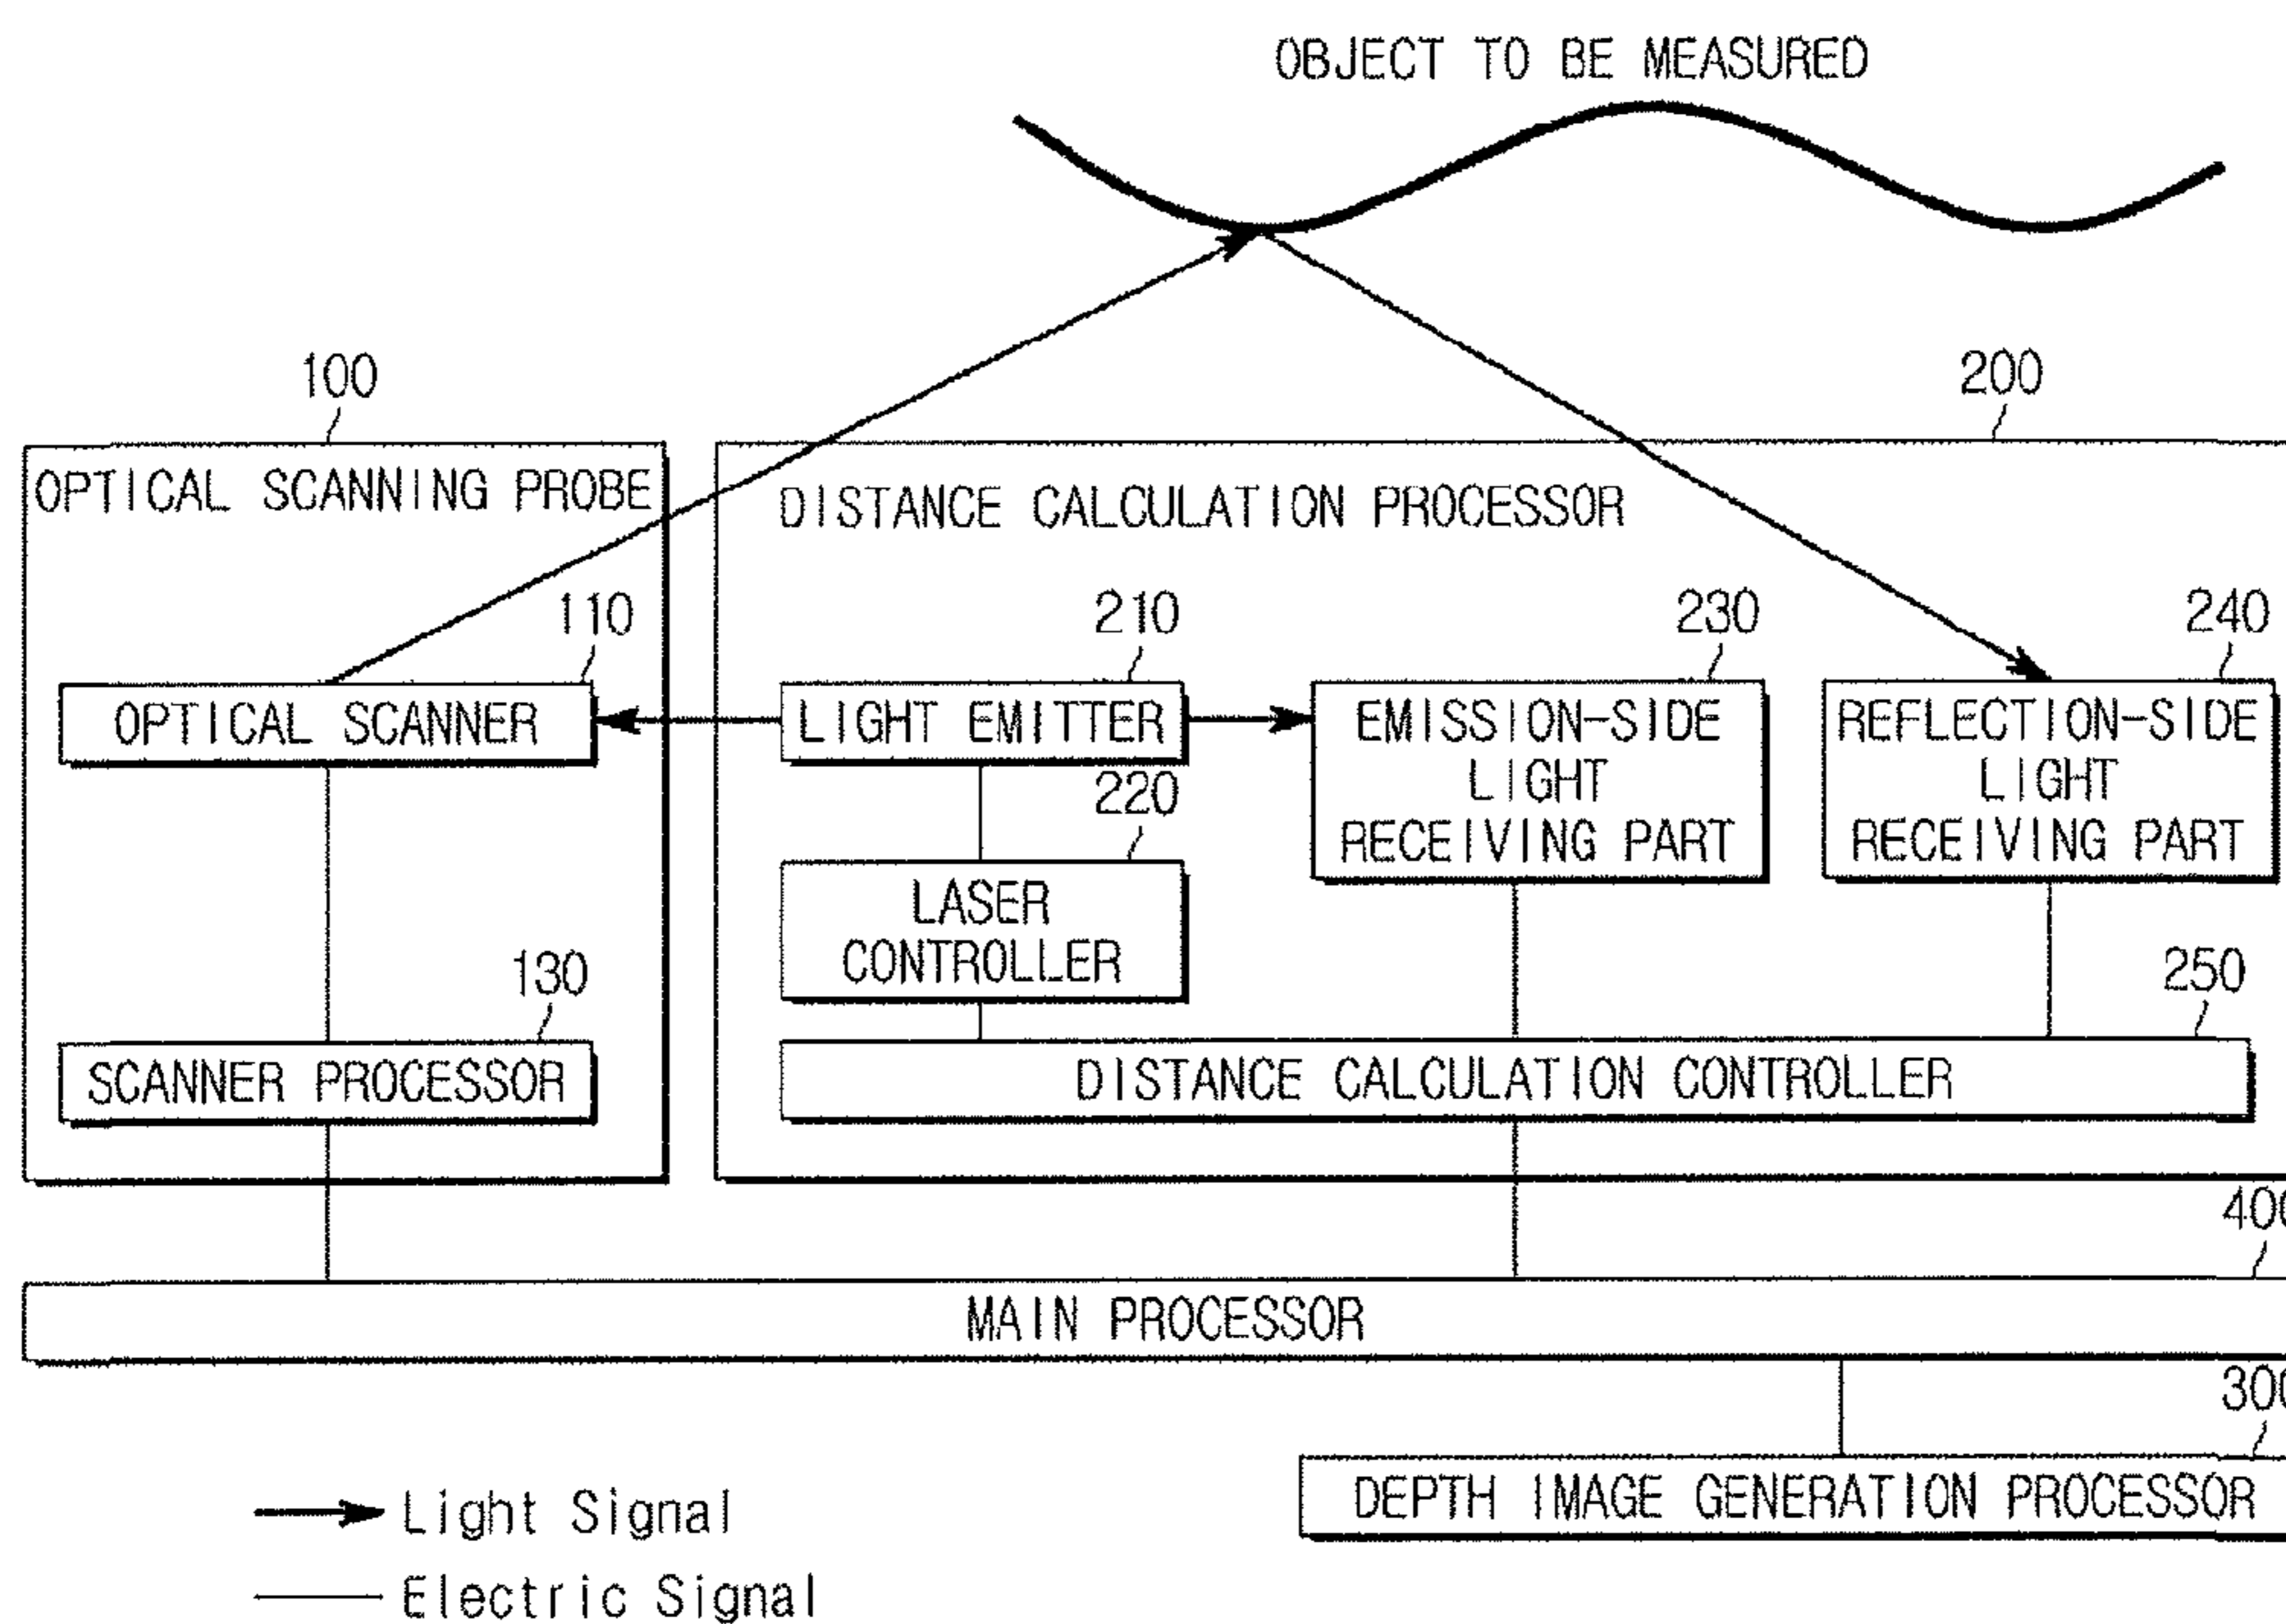 OBJECT TO BE MEASURED
100
200
OPTICAL SCANNING PROBE
DISTANCE CALCULATION PROCESSOR
110
210
230
240
OPTICAL SCANNER
LIGHT EMITTER
EMISSION-SIDE
LIGHT
RECEIVING PART
REFLECTION-SIDE
LIGHT
RECEIVING PART
220
LASER
CONTROLLER
130
250
SCANNER PROCESSOR
DISTANCE CALCULATION CONTROLLER
400
MAIN PROCESSOR
300
DEPTH IMAGE GENERATION PROCESSOR
Light Signal
Electric Signal